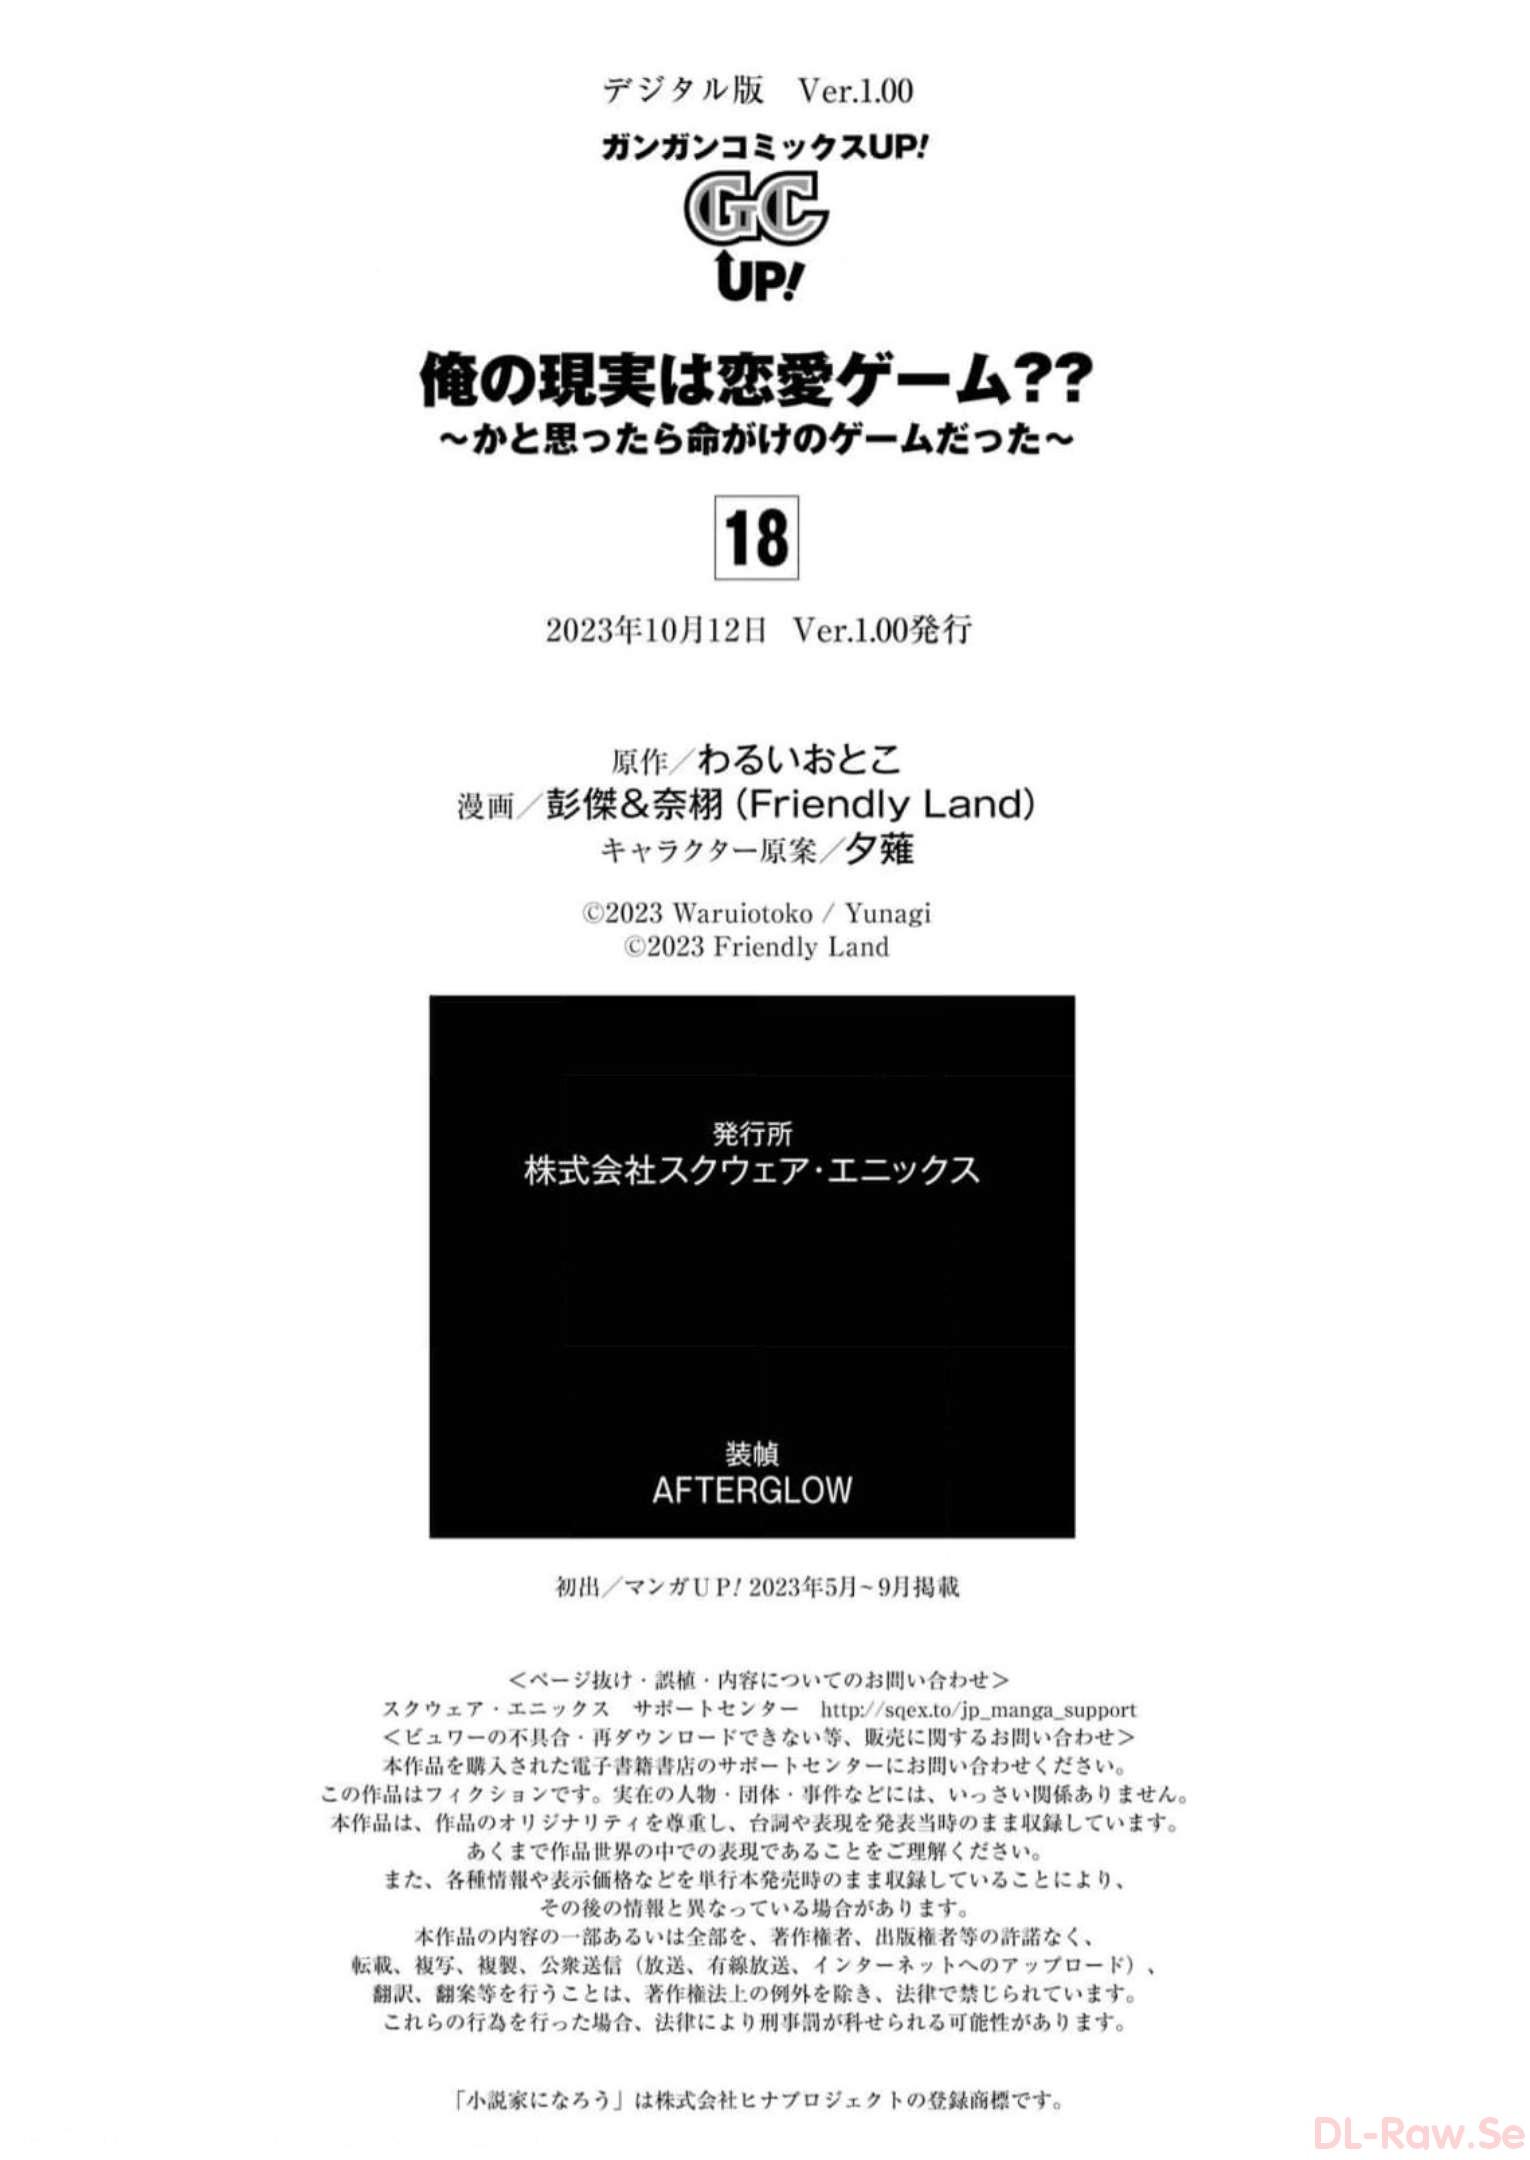 デジタル版　Ver.1.00
ガンガンコミックスUP!
GC
UP!
俺の現実は恋愛ゲーム??
～かと思ったら命がけのゲームだった～
18
2023年10月12日　Ver.1.00発行
原作／わるいおとこ
漫画／彭傑&奈栩（Friendly Land）
キャラクター原案／夕薙
©2023 Waruiotoko / Yunagi
©2023 Friendly Land
発行所
株式会社スクウェア・エニックス
装幀
AFTERGLOW
初出／マンガUP! 2023年5月～9月掲載
＜ページ抜け・誤植・内容についてのお問い合わせ＞
スクウェア・エニックス　サポートセンター　http://sqex.to/jp_manga_support
＜ビュワーの不具合・再ダウンロードできない等、販売に関するお問い合わせ＞
本作品を購入された電子書籍書店のサポートセンターにお問い合わせください。
この作品はフィクションです。実在の人物・団体・事件などには、いっさい関係ありません。
本作品は、作品のオリジナリティを尊重し、台詞や表現を発表当時のまま収録しています。
あくまで作品世界の中での表現であることをご理解ください。
また、各種情報や表示価格などを単行本発売時のまま収録していることにより、
その後の情報と異なっている場合があります。
本作品の内容の一部あるいは全部を、著作権者、出版権者等の許諾なく、
転載、複写、複製、公衆送信（放送、有線放送、インターネットへのアップロード）、
翻訳、翻案等を行うことは、著作権法上の例外を除き、法律で禁じられています。
これらの行為を行った場合、法律により刑事罰が科せられる可能性があります。
「小説家になろう」は株式会社ヒナプロジェクトの登録商標です。
DL-Raw.Se